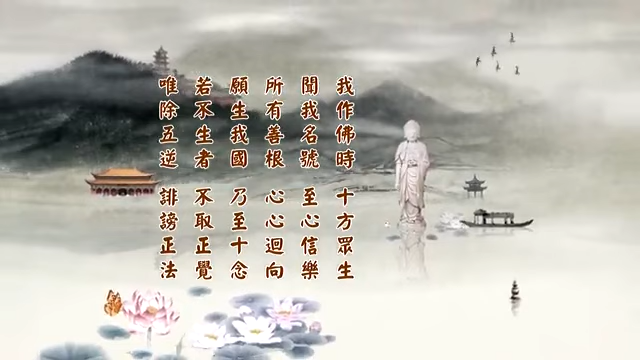 我作佛時 十方眾生
聞我名號 至心信樂
所有善根 心心迴向
願生我國 乃至十念
若不生者 不取正覺
唯除五逆 誹謗正法